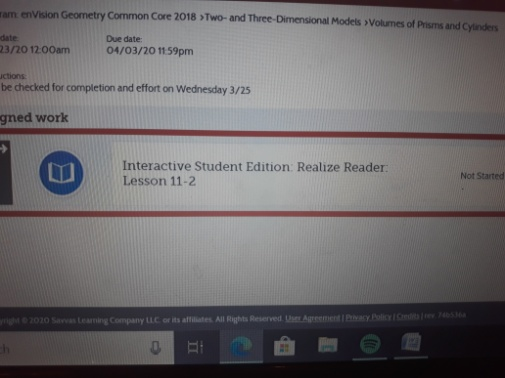 ram: enVision Geometry Common Core 2018 >Two- and Three-Dimensional Models >Volumes of Prisms and Cylinders
date: Due date:
23/20 12:00am 04/03/20 11:59pm
uctions:
be checked for completion and effort on Wednesday 3/25
gned work
Interactive Student Edition: Realize Reader:
Lesson 11-2
Not Started
yright © 2020 Savvas Learning Company LLC. or its affiliates. All Rights Reserved. User Agreement | Privacy Policy | Credits |
ch